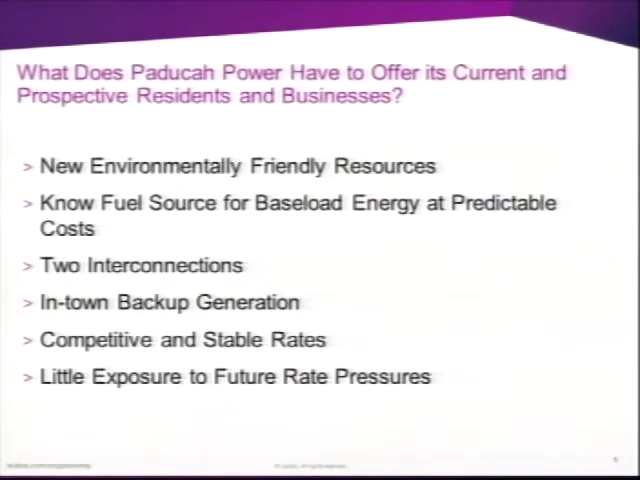 What Does Paducah Power Have to Offer its Current and
Prospective Residents and Businesses?
> New Environmentally Friendly Resources
> Know Fuel Source for Baseload Energy at Predictable
Costs
> Two Interconnections
> In-town Backup Generation
> Competitive and Stable Rates
> Little Exposure to Future Rate Pressures